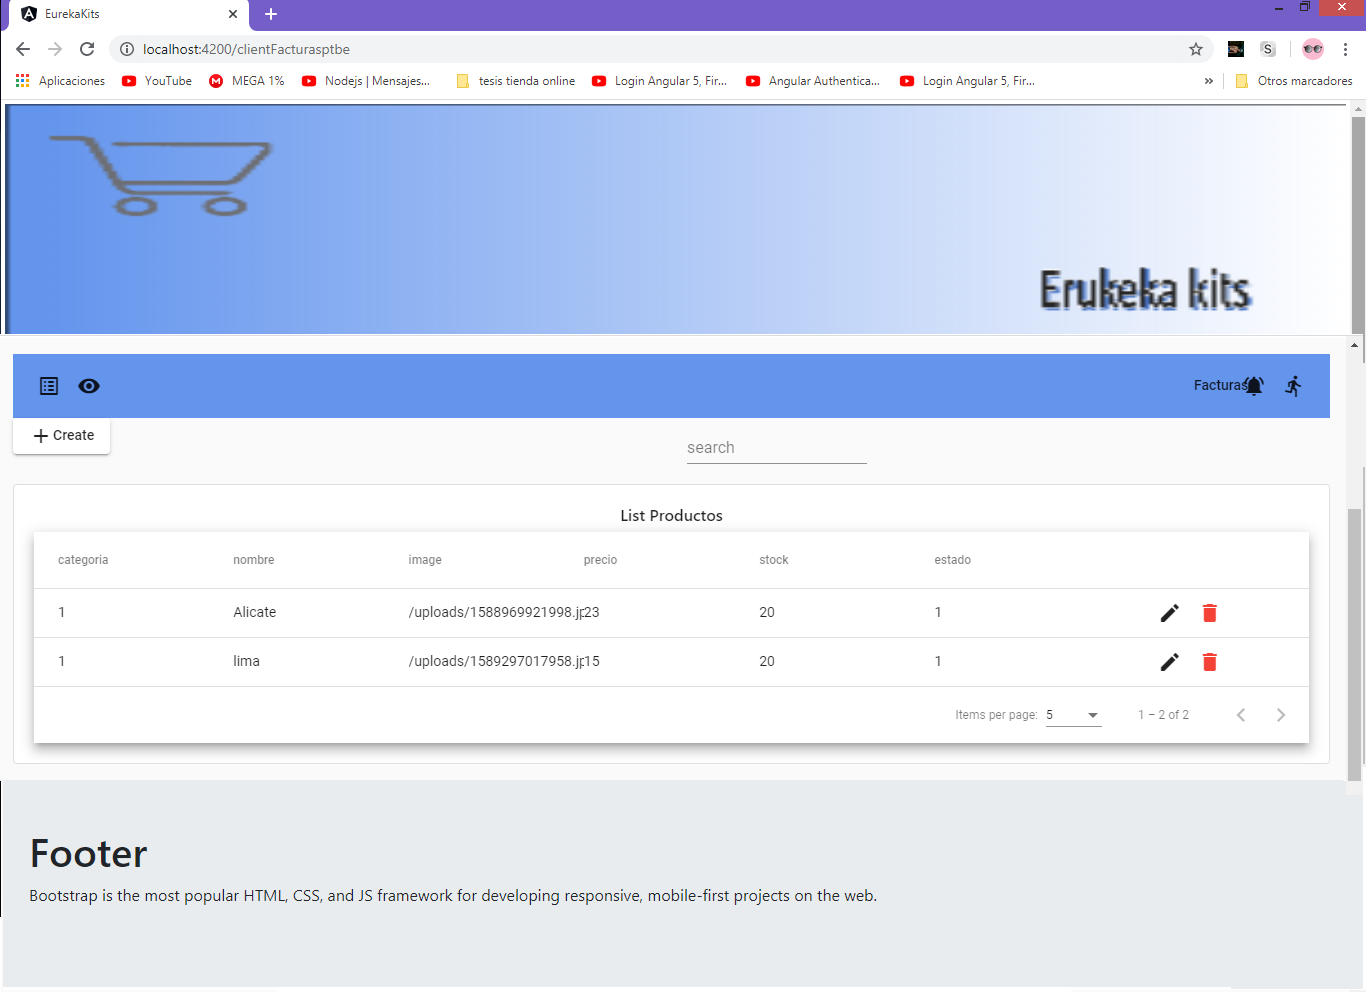 EurekaKits
localhost:4200/clientFacturasptbe
S
Aplicaciones YouTube M MEGA 1% Nodejs | Mensajes... tesis tienda online Login Angular 5, Fir... Angular Authentica... Login Angular 5, Fir... » Otros marcadores
Erukeka kits
Facturas
Create
search
List Productos
categoria nombre image precio stock estado
1 Alicate /uploads/1588969921998.jp 23 20 1
1 lima /uploads/1589297017958.jp 15 20 1
Items per page: 5 1 – 2 of 2
Footer
Bootstrap is the most popular HTML, CSS, and JS framework for developing responsive, mobile-first projects on the web.